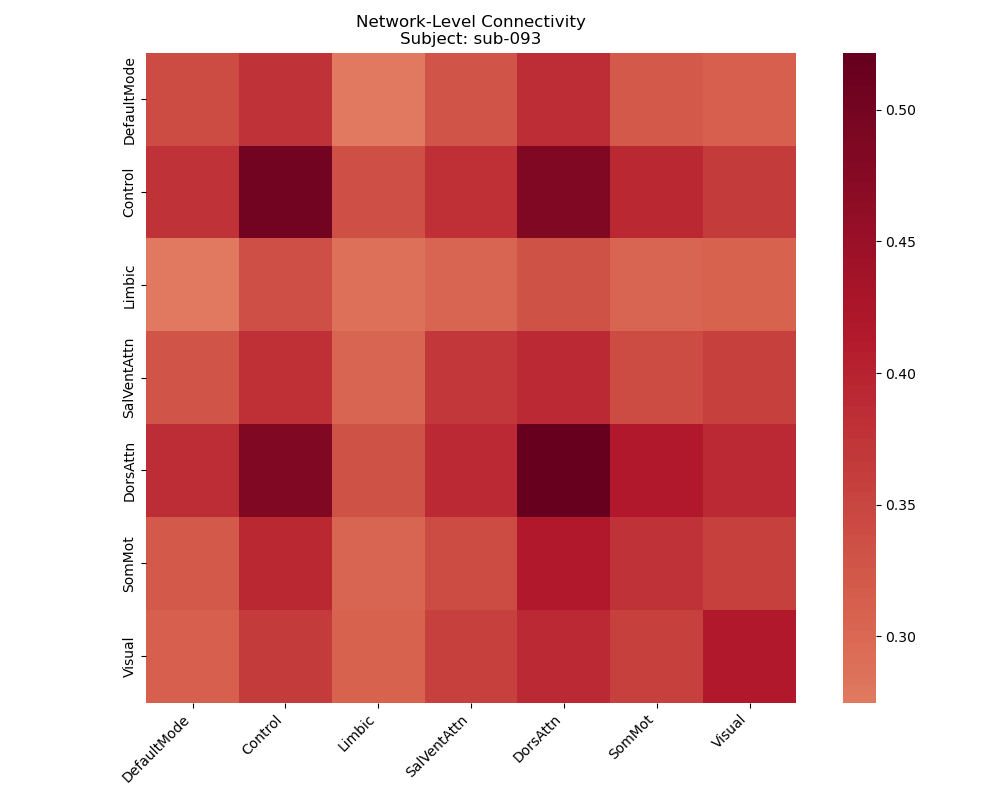 Network-Level Connectivity
Subject: sub-093
DefaultMode
Control
Limbic
SalVentAttn
DorsAttn
SomMot
Visual
DefaultMode
Control
Limbic
SalVentAttn
DorsAttn
SomMot
Visual
0.50
0.45
0.40
0.35
0.30